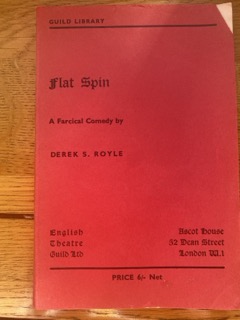 GUILD LIBRARY
Flat Spin
A Farcical Comedy by
DEREK S. ROYLE
English
Theatre
Guild Ltd
Ascot House
52 Dean Street
London W.1
PRICE 6/- Net